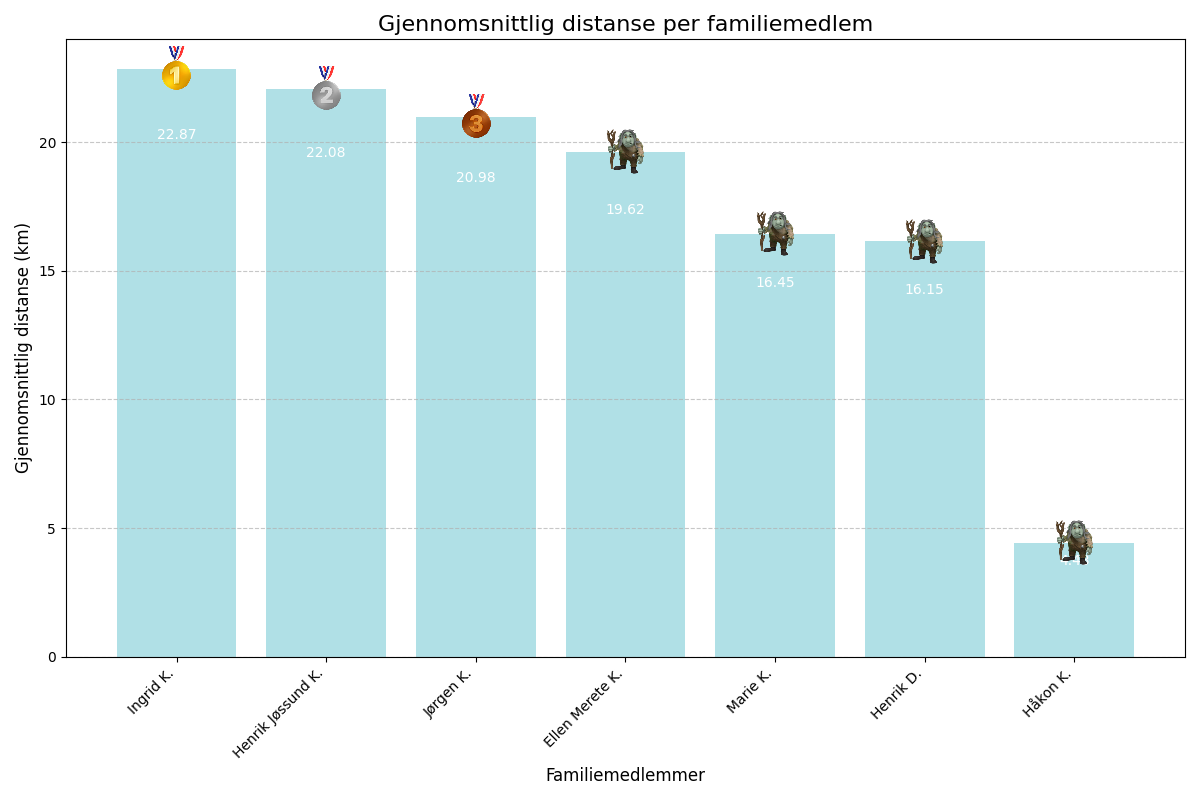 Gjennomsnittlig distanse per familiemedlem
1
2
3
22.87
22.08
20.98
19.62
16.45
16.15
Gjennomsnittlig distanse (km)
20
15
10
5
0
Ingrid K.
Henrik Jøssund K.
Jørgen K.
Ellen Merete K.
Marie K.
Henrik D.
Håkon K.
Familiemedlemmer